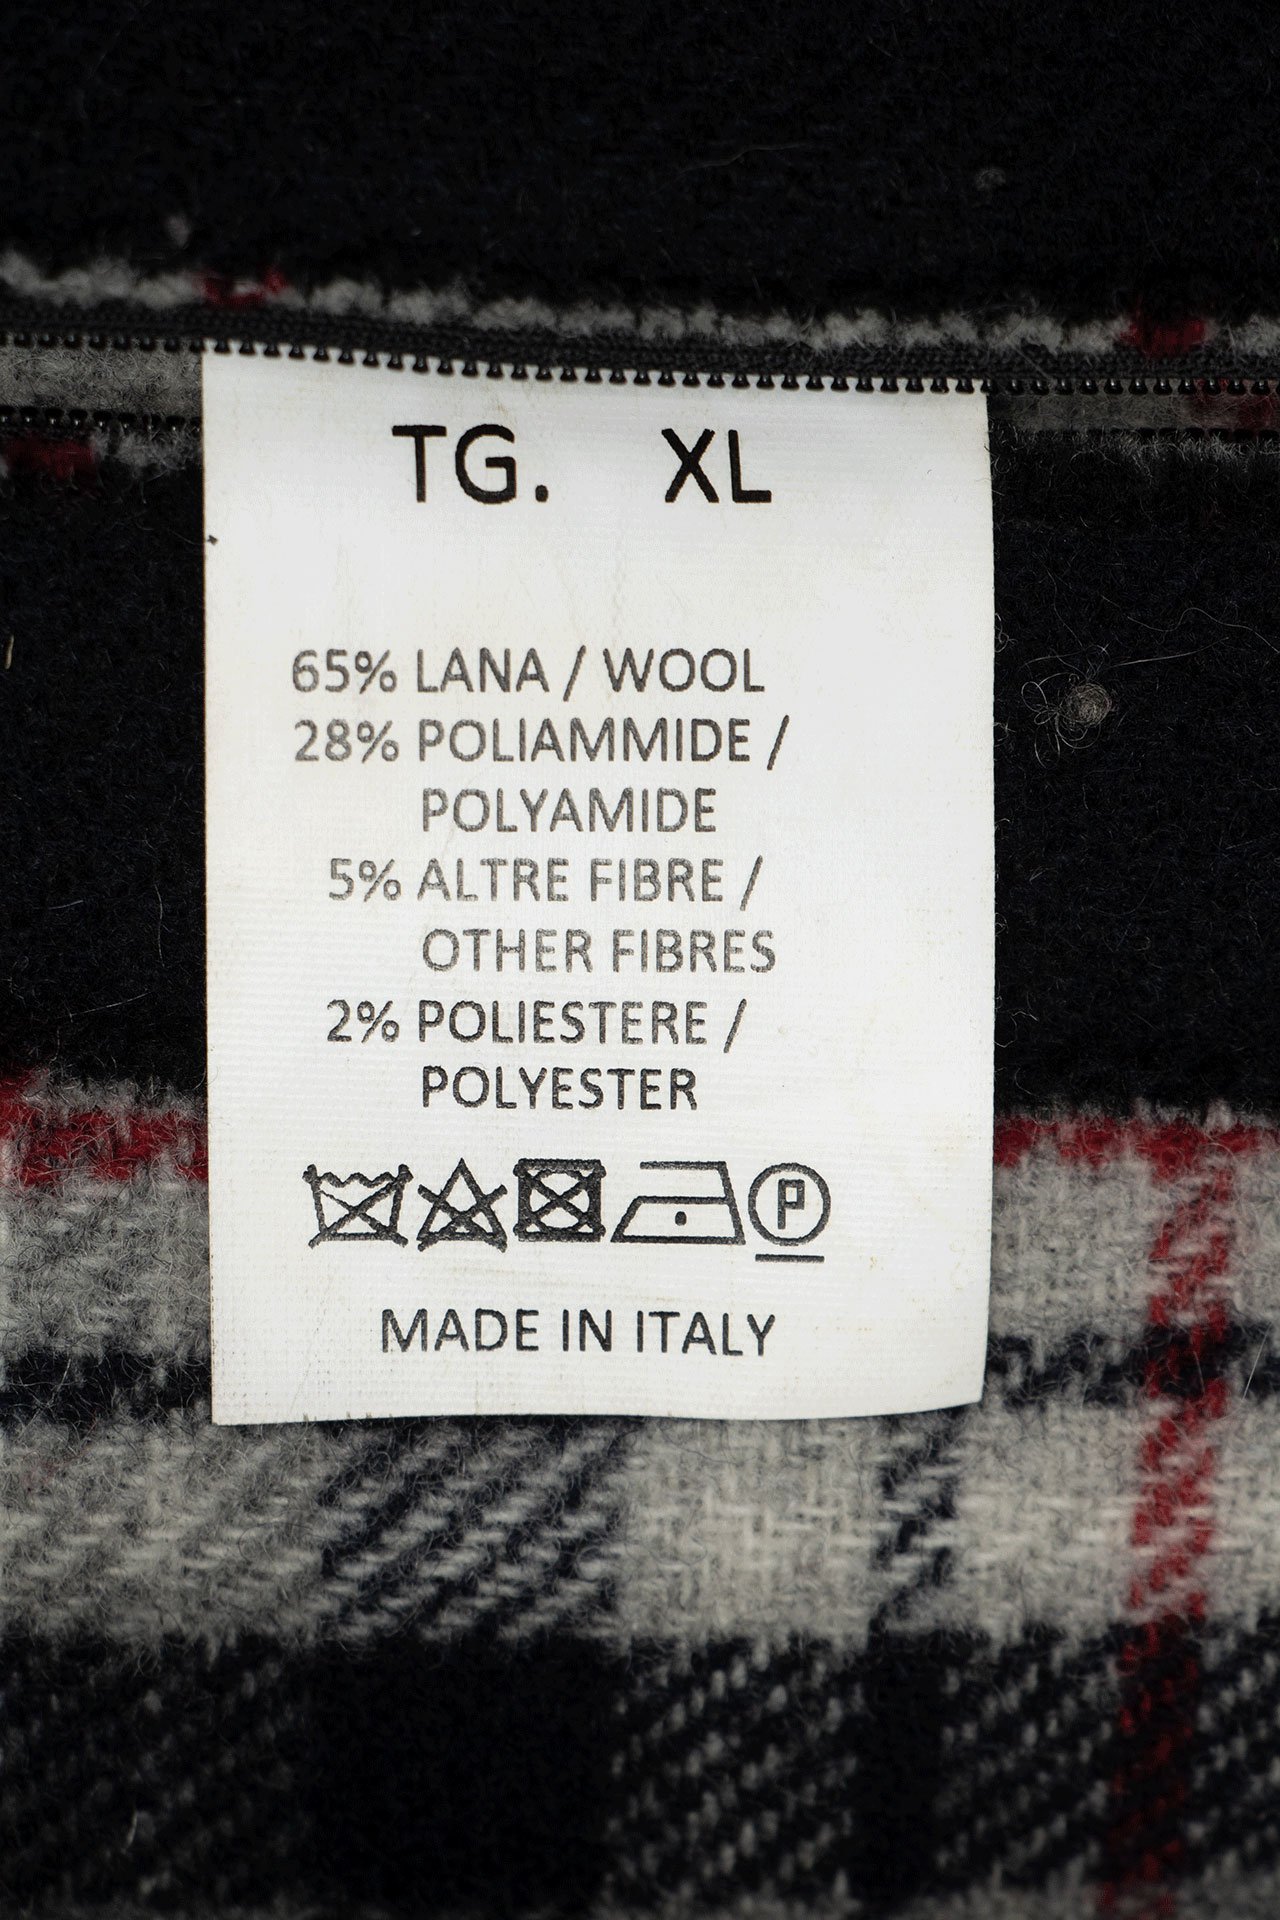 TG. XL
65% LANA / WOOL
28% POLIAMMIDE /
POLYAMIDE
5% ALTRE FIBRE /
OTHER FIBRES
2% POLIESTERE /
POLYESTER
P
MADE IN ITALY